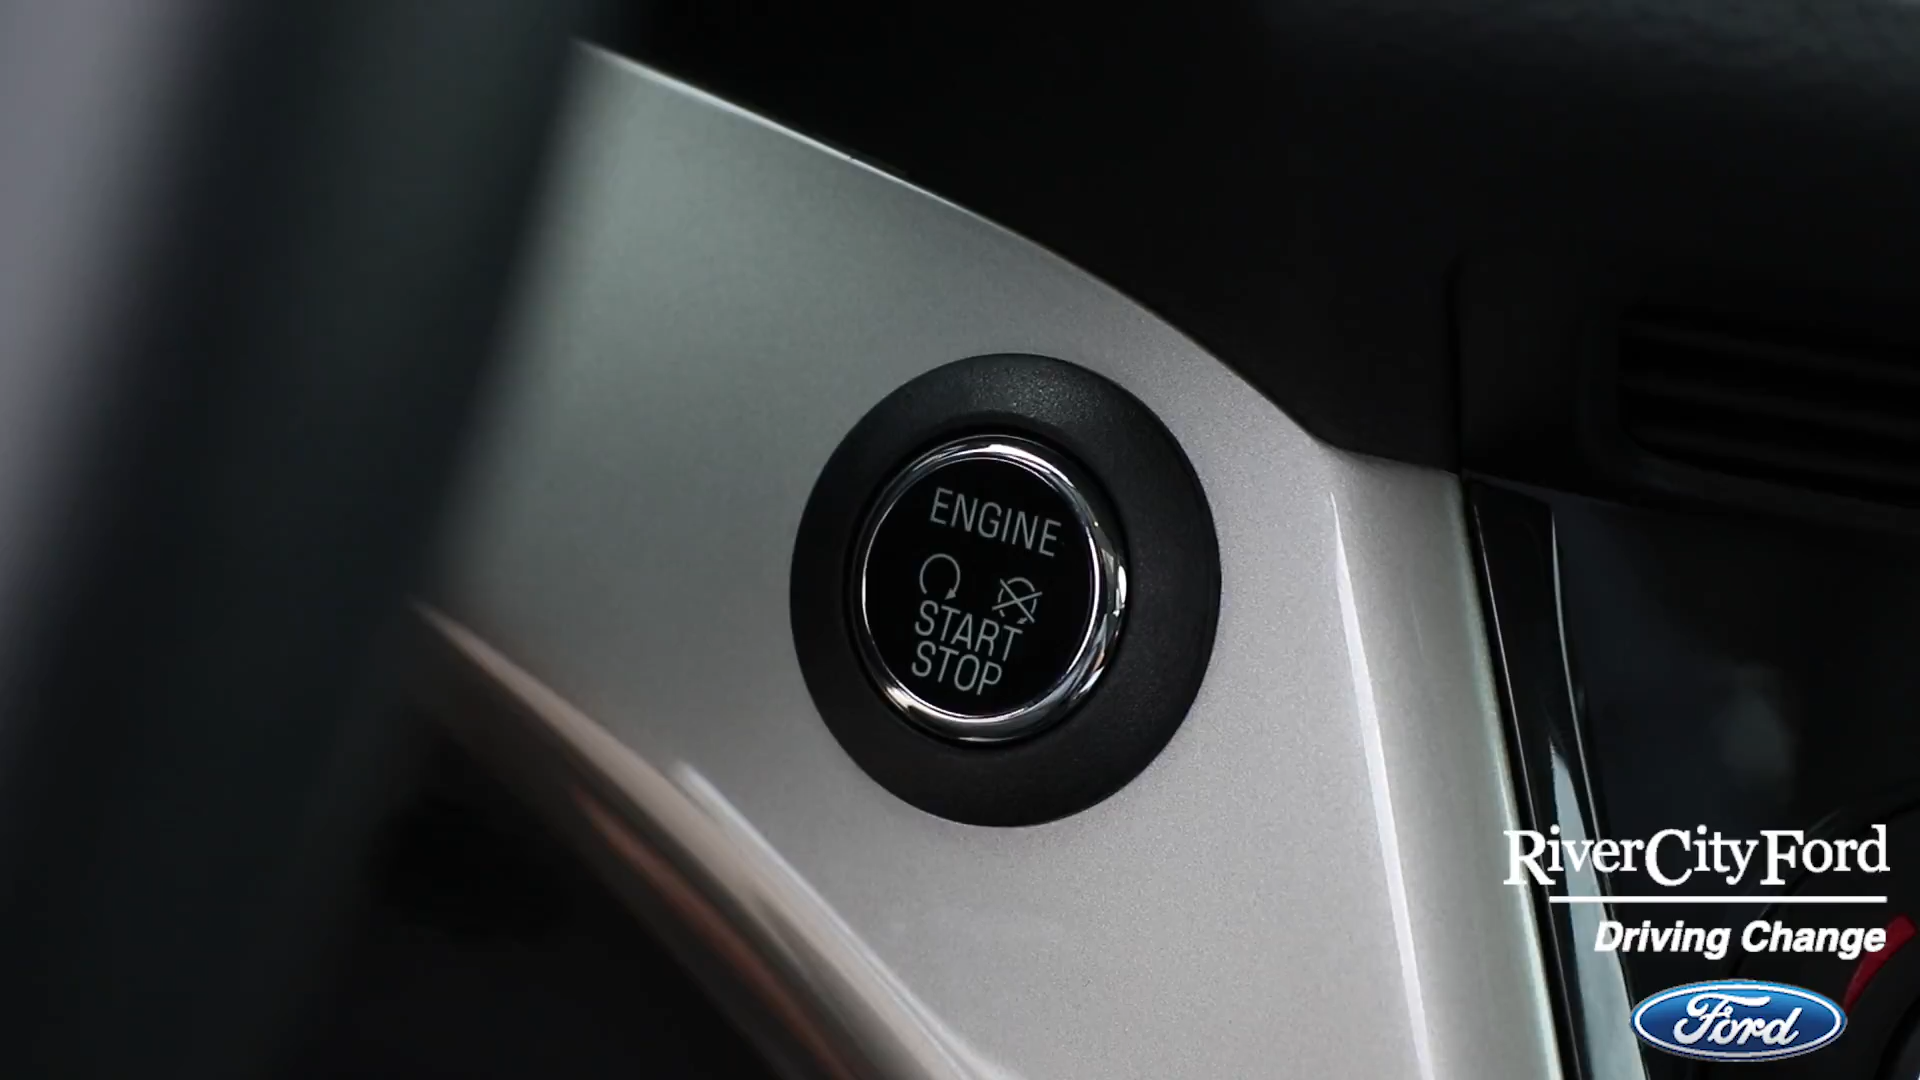 ENGINE
START
STOP
RiverCityFord
Driving Change
Ford